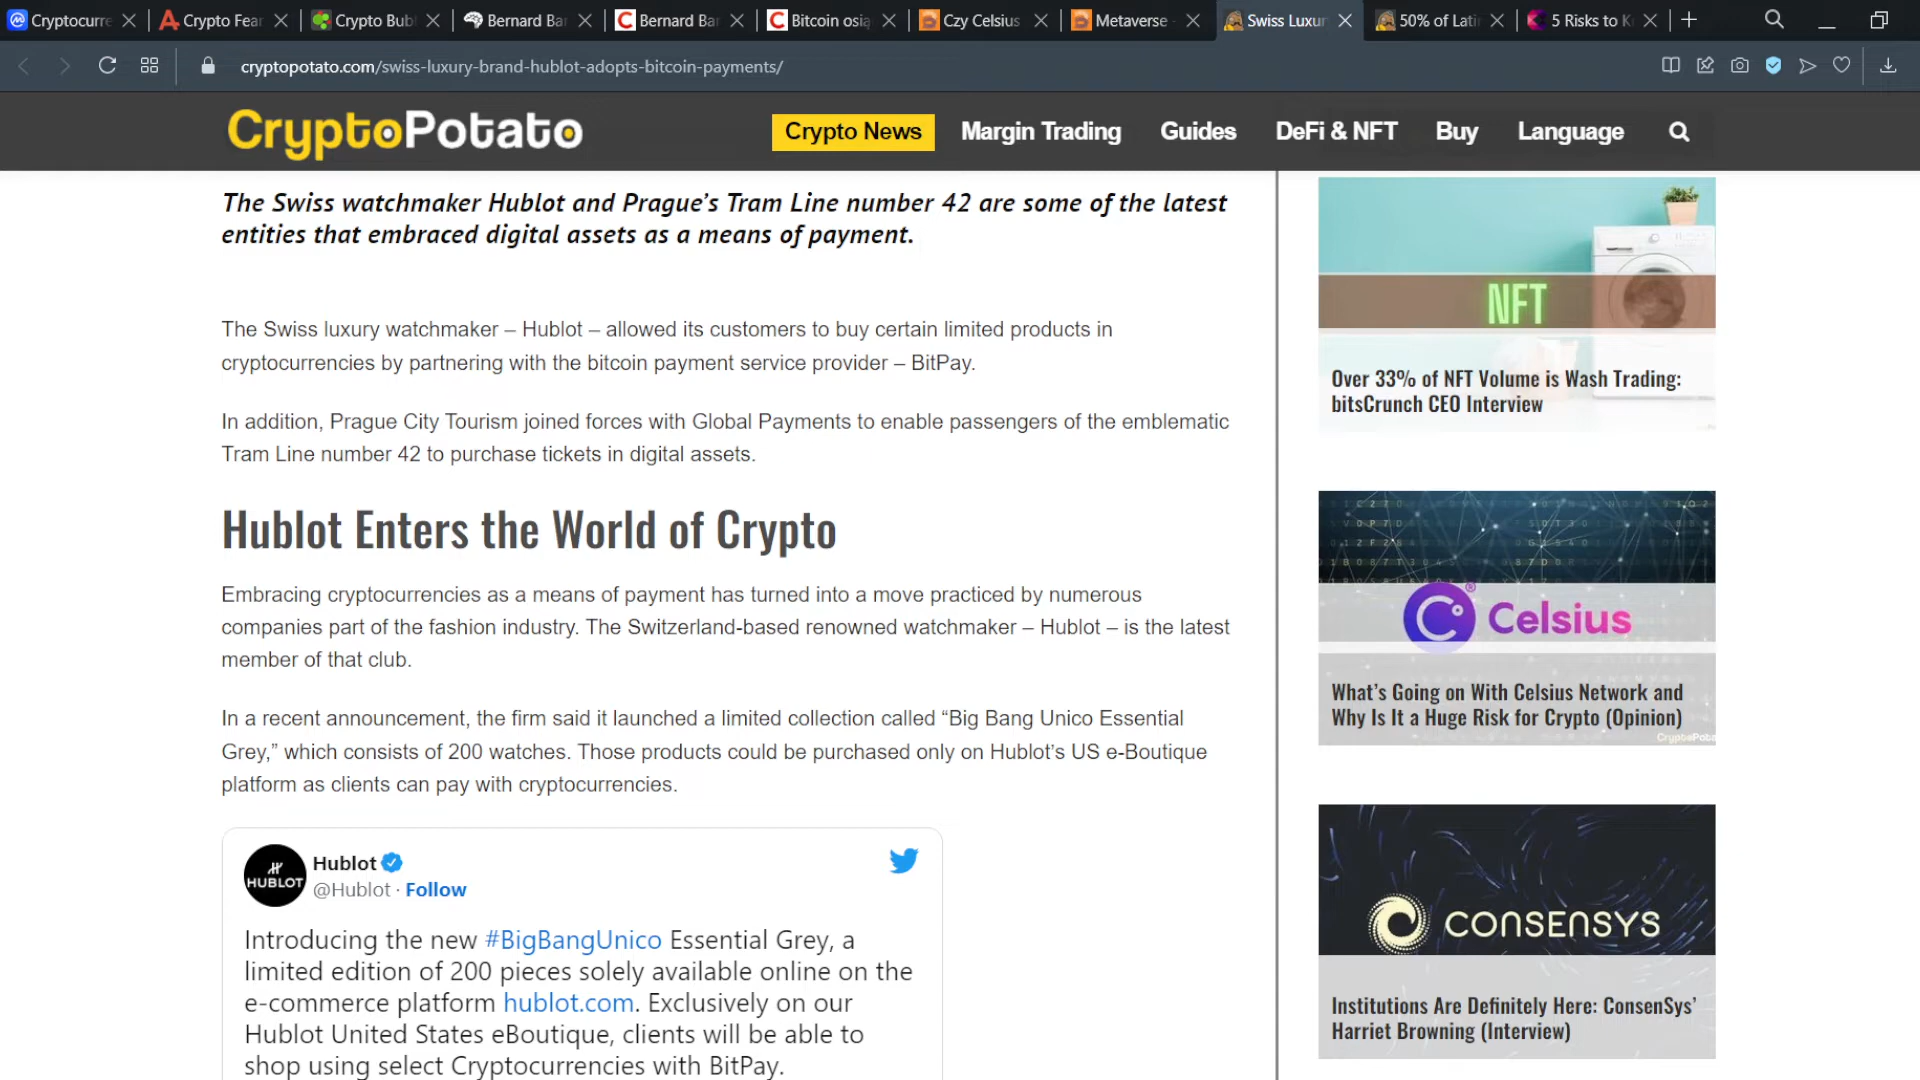 Cryptocurre
Crypto Fear
Crypto Bub
Bernard Bar
Bernard Bar
Bitcoin osią
Czy Celsius
Metaverse -
Swiss Luxur
50% of Lati
5 Risks to K
cryptopotato.com/swiss-luxury-brand-hublot-adopts-bitcoin-payments/
CryptoPotato
Crypto News
Margin Trading
Guides
DeFi & NFT
Buy
Language
The Swiss watchmaker Hublot and Prague’s Tram Line number 42 are some of the latest
entities that embraced digital assets as a means of payment.
The Swiss luxury watchmaker – Hublot – allowed its customers to buy certain limited products in
cryptocurrencies by partnering with the bitcoin payment service provider – BitPay.
In addition, Prague City Tourism joined forces with Global Payments to enable passengers of the emblematic
Tram Line number 42 to purchase tickets in digital assets.
Hublot Enters the World of Crypto
Embracing cryptocurrencies as a means of payment has turned into a move practiced by numerous
companies part of the fashion industry. The Switzerland-based renowned watchmaker – Hublot – is the latest
member of that club.
In a recent announcement, the firm said it launched a limited collection called “Big Bang Unico Essential
Grey,” which consists of 200 watches. Those products could be purchased only on Hublot’s US e-Boutique
platform as clients can pay with cryptocurrencies.
HUBLOT
Hublot
@Hublot · Follow
Introducing the new #BigBangUnico Essential Grey, a
limited edition of 200 pieces solely available online on the
e-commerce platform hublot.com. Exclusively on our
Hublot United States eBoutique, clients will be able to
shop using select Cryptocurrencies with BitPay.
NFT
Over 33% of NFT Volume is Wash Trading:
bitsCrunch CEO Interview
Celsius
What’s Going on With Celsius Network and
Why Is It a Huge Risk for Crypto (Opinion)
CryptoPota
CONSENSYS
Institutions Are Definitely Here: ConsenSys’
Harriet Browning (Interview)